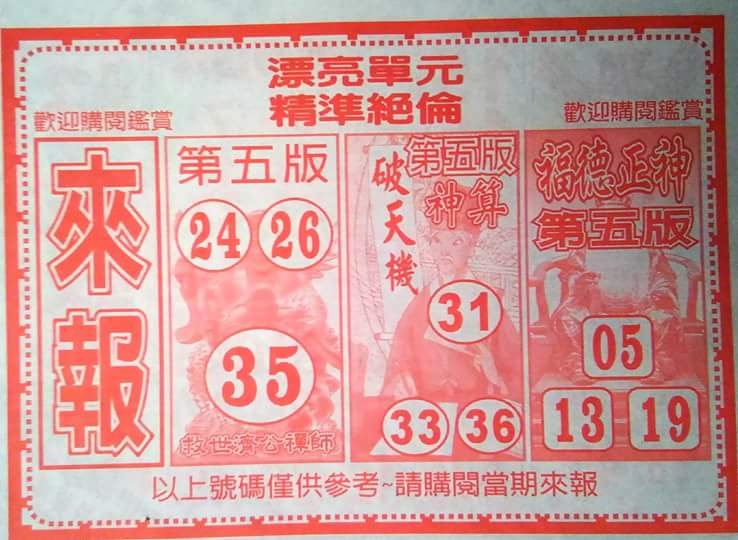 漂亮單元
精準絕倫
歡迎購閱鑑賞
歡迎購閱鑑賞
來報
第五版
24 26
35
救世濟公禪師
破天機
第五版
神算
31
33 36
福德正神
第五版
05
13 19
以上號碼僅供參考~請購閱當期來報